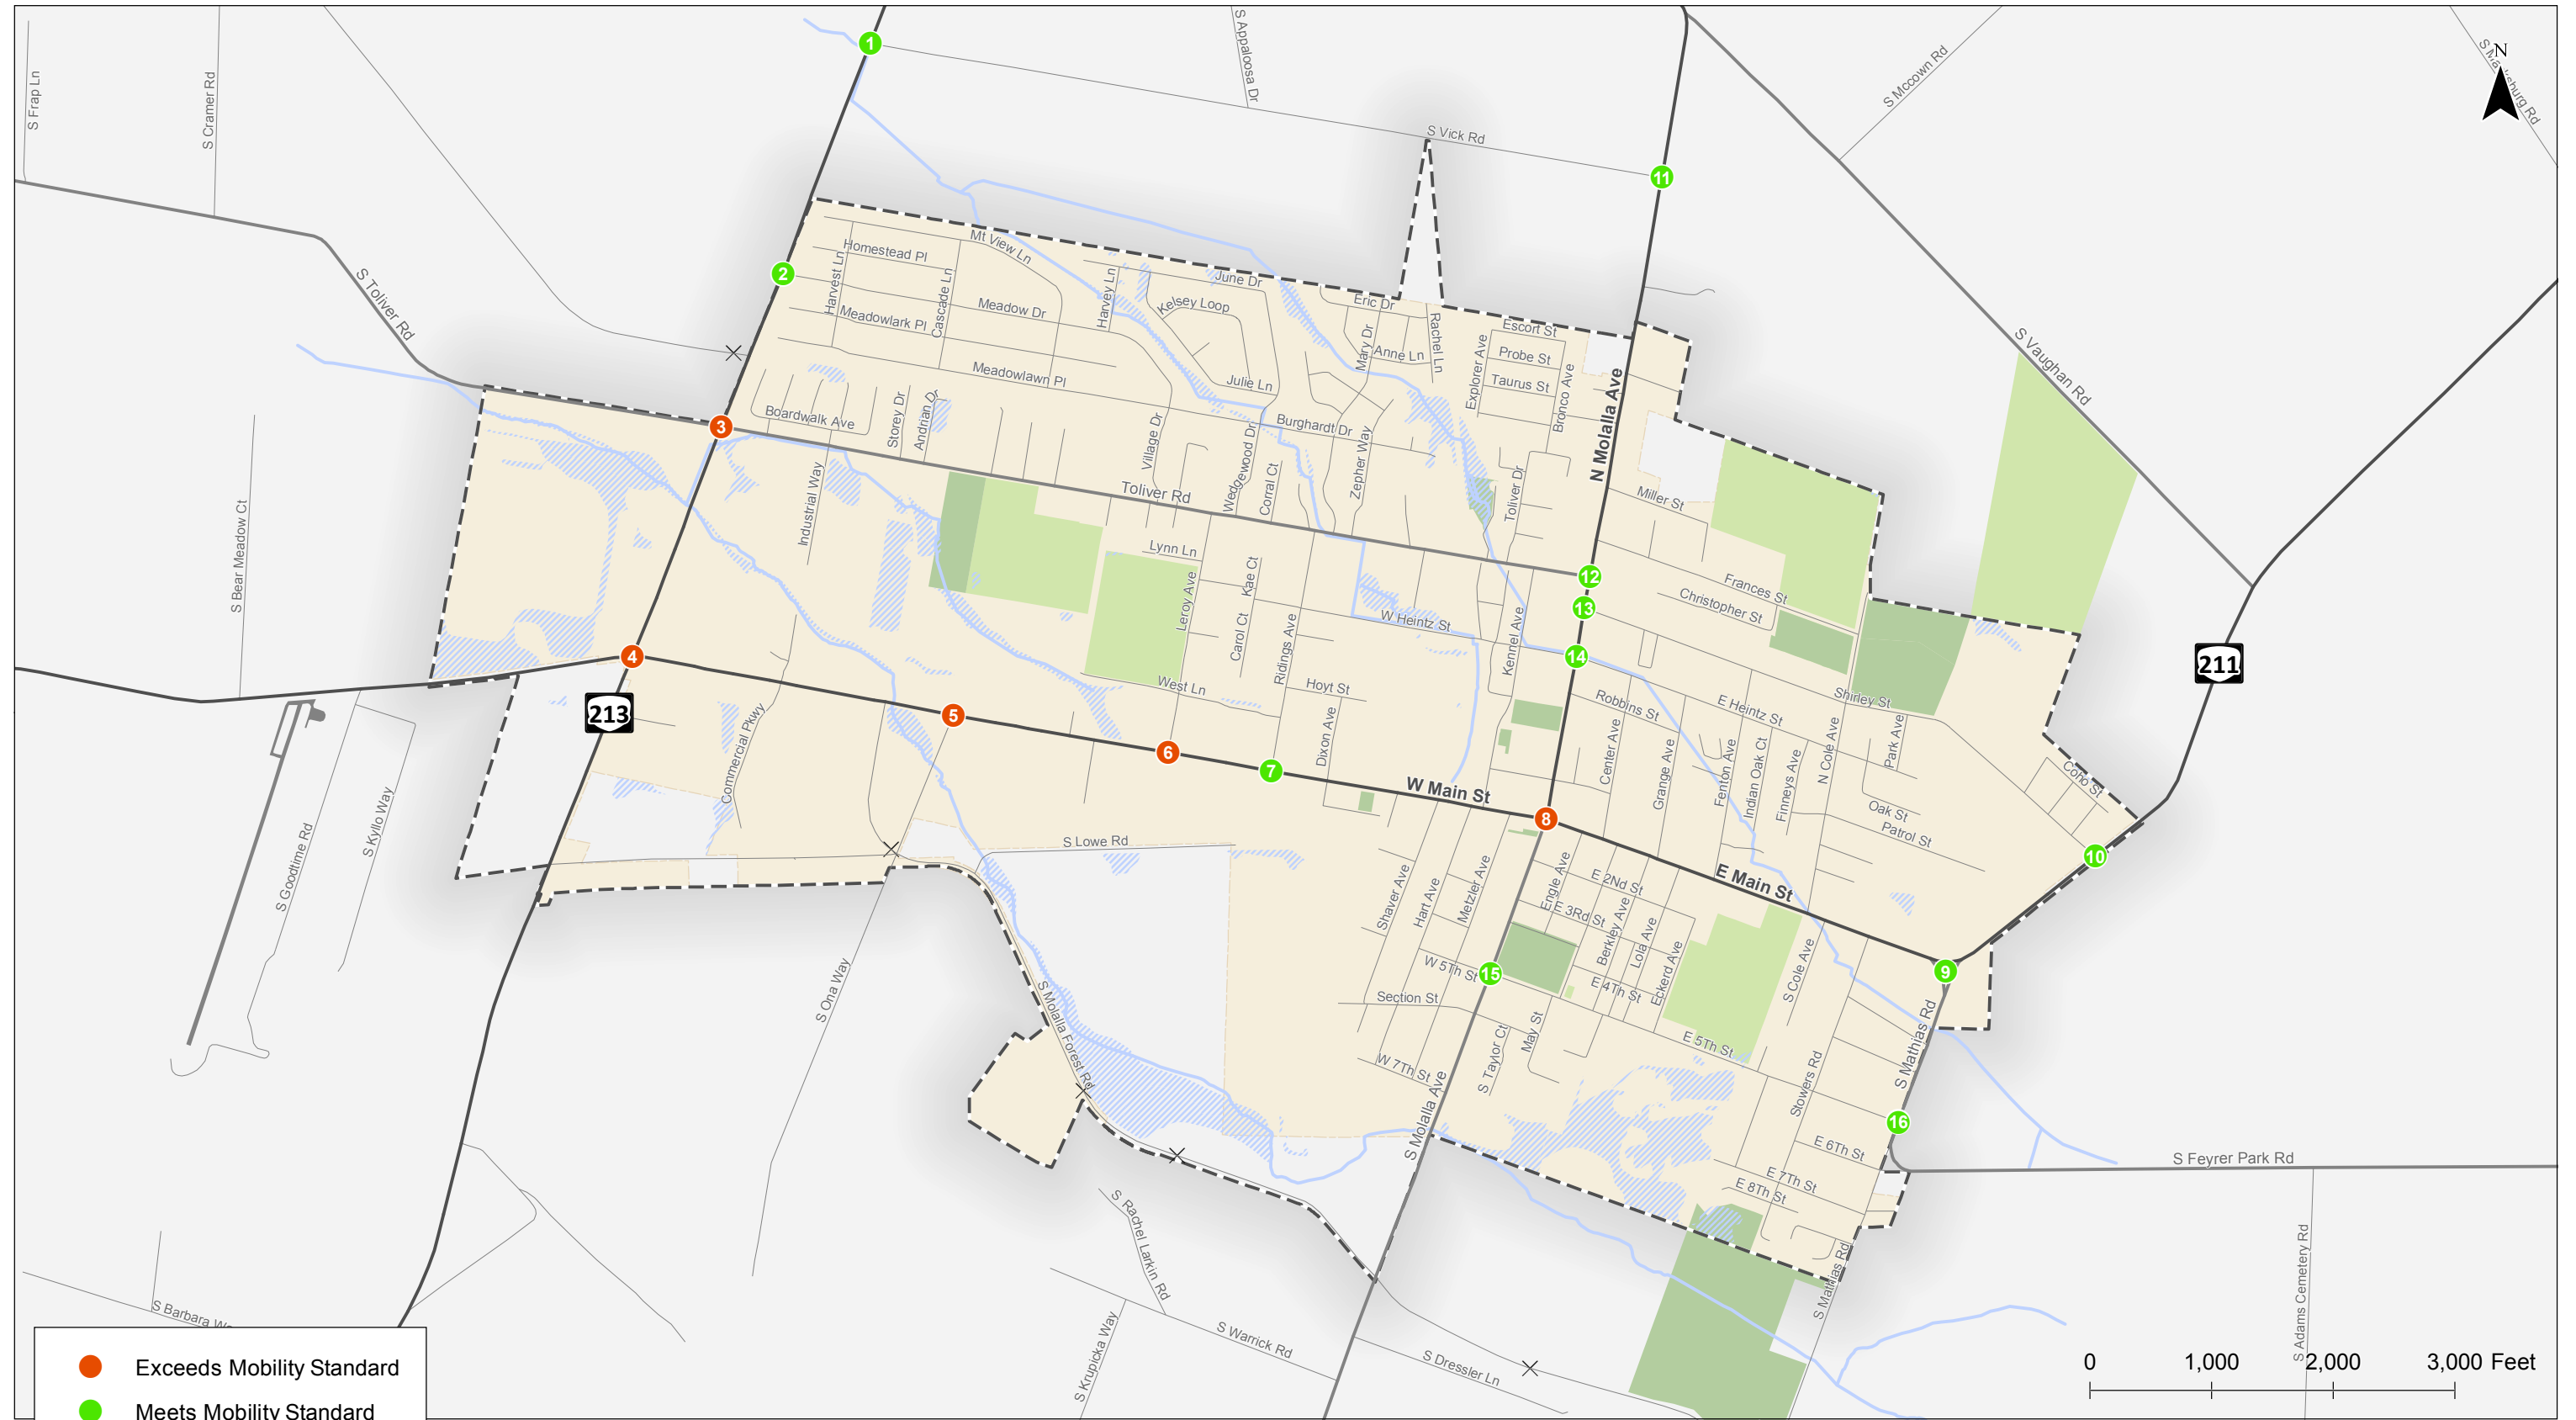 S Frap Ln
S Cramer Rd
1
S Appaloosa Dr
S Mccown Rd
N
S Vick Rd
11
S Toliver Rd
2
Homestead Pl
Harvest Ln
Mt View Ln
Cascade Ln
Meadow Dr
Meadowlark Pl
Meadowlawn Pl
Harvey Ln
June Dr
Kelsey Loop
Julie Ln
Eric Dr
Mary Dr
Anne Ln
Rachel Ln
Explorer Ave
Escort St
Probe St
Taurus St
Bronco Ave
N Molalla Ave
S Vaughan Rd
3
Boardwalk Ave
Storey Dr
Andrian Dr
Village Dr
Wedgewood Dr
Burghardt Dr
Corral Ct
Zepher Way
Toliver Dr
Miller St
Industrial Way
Toliver Rd
S Bear Meadow Ct
Lynn Ln
Leroy Ave
Kae Ct
Carol Ct
Ridings Ave
W Heintz St
Kennel Ave
12
13
14
Frances St
Christopher St
211
4
213
Commercial Pkwy
5
West Ln
6
7
Hoyt St
Dixon Ave
W Main St
8
Robbins St
Center Ave
Grange Ave
E Heintz St
Fenton Ave
Indian Oak Ct
Finneys Ave
N Cole Ave
Shirley St
Park Ave
Oak St
Patrol St
Coho St
10
S Goodtime Rd
S Kyllo Way
S Lowe Rd
Shaver Ave
Hart Ave
Metzler Ave
Engle Ave
E 2Nd St
E 3Rd St
Berkley Ave
Lola Ave
Eckerd Ave
E 4Th St
E Main St
S Cole Ave
9
W 5Th St
15
Section St
S Ona Way
S Molalla Forest Rd
W 7Th St
S Molalla Ave
S Taylor Ct
May St
E 5Th St
Stowers Rd
S Mathias Rd
16
E 6Th St
E 7Th St
E 8Th St
S Feyrer Park Rd
S Mathias Rd
S Adams Cemetery Rd
S Rachel Larkin Rd
S Krupicka Way
S Warrick Rd
S Dressler Ln
S Barbara
Exceeds Mobility Standard
Meets Mobility Standard
0 1,000 2,000 3,000 Feet